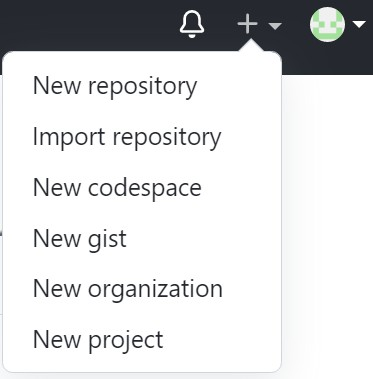 New repository
Import repository
New codespace
New gist
New organization
New project